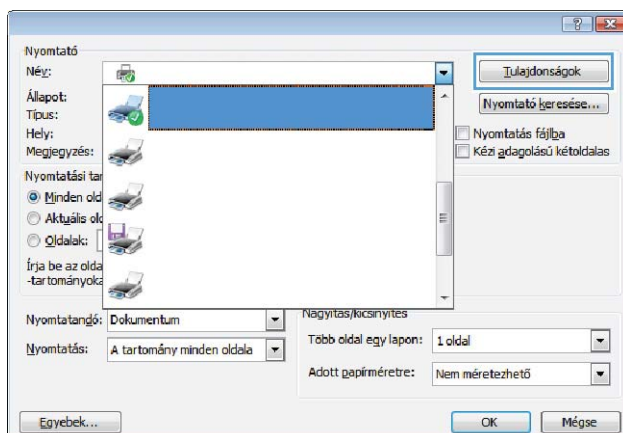 Nyomtató
Név:
Tulajdonságok
Állapot:
Nyomtató keresése...
Típus:
Hely:
Nyomtatás fájlba
Megjegyzés:
Kézi adagolású kétoldalas
Nyomtatási tar
Minden old
Aktuális old
Oldalak:
Írja be az olda
-tartományoka
Nyomtatandó: Dokumentum
Nyomtatás: A tartomány minden oldala
Nagyítás/kicsinyítés
Több oldal egy lapon: 1 oldal
Adott papírméretre: Nem méretezhető
Egyebek...
OK
Mégse